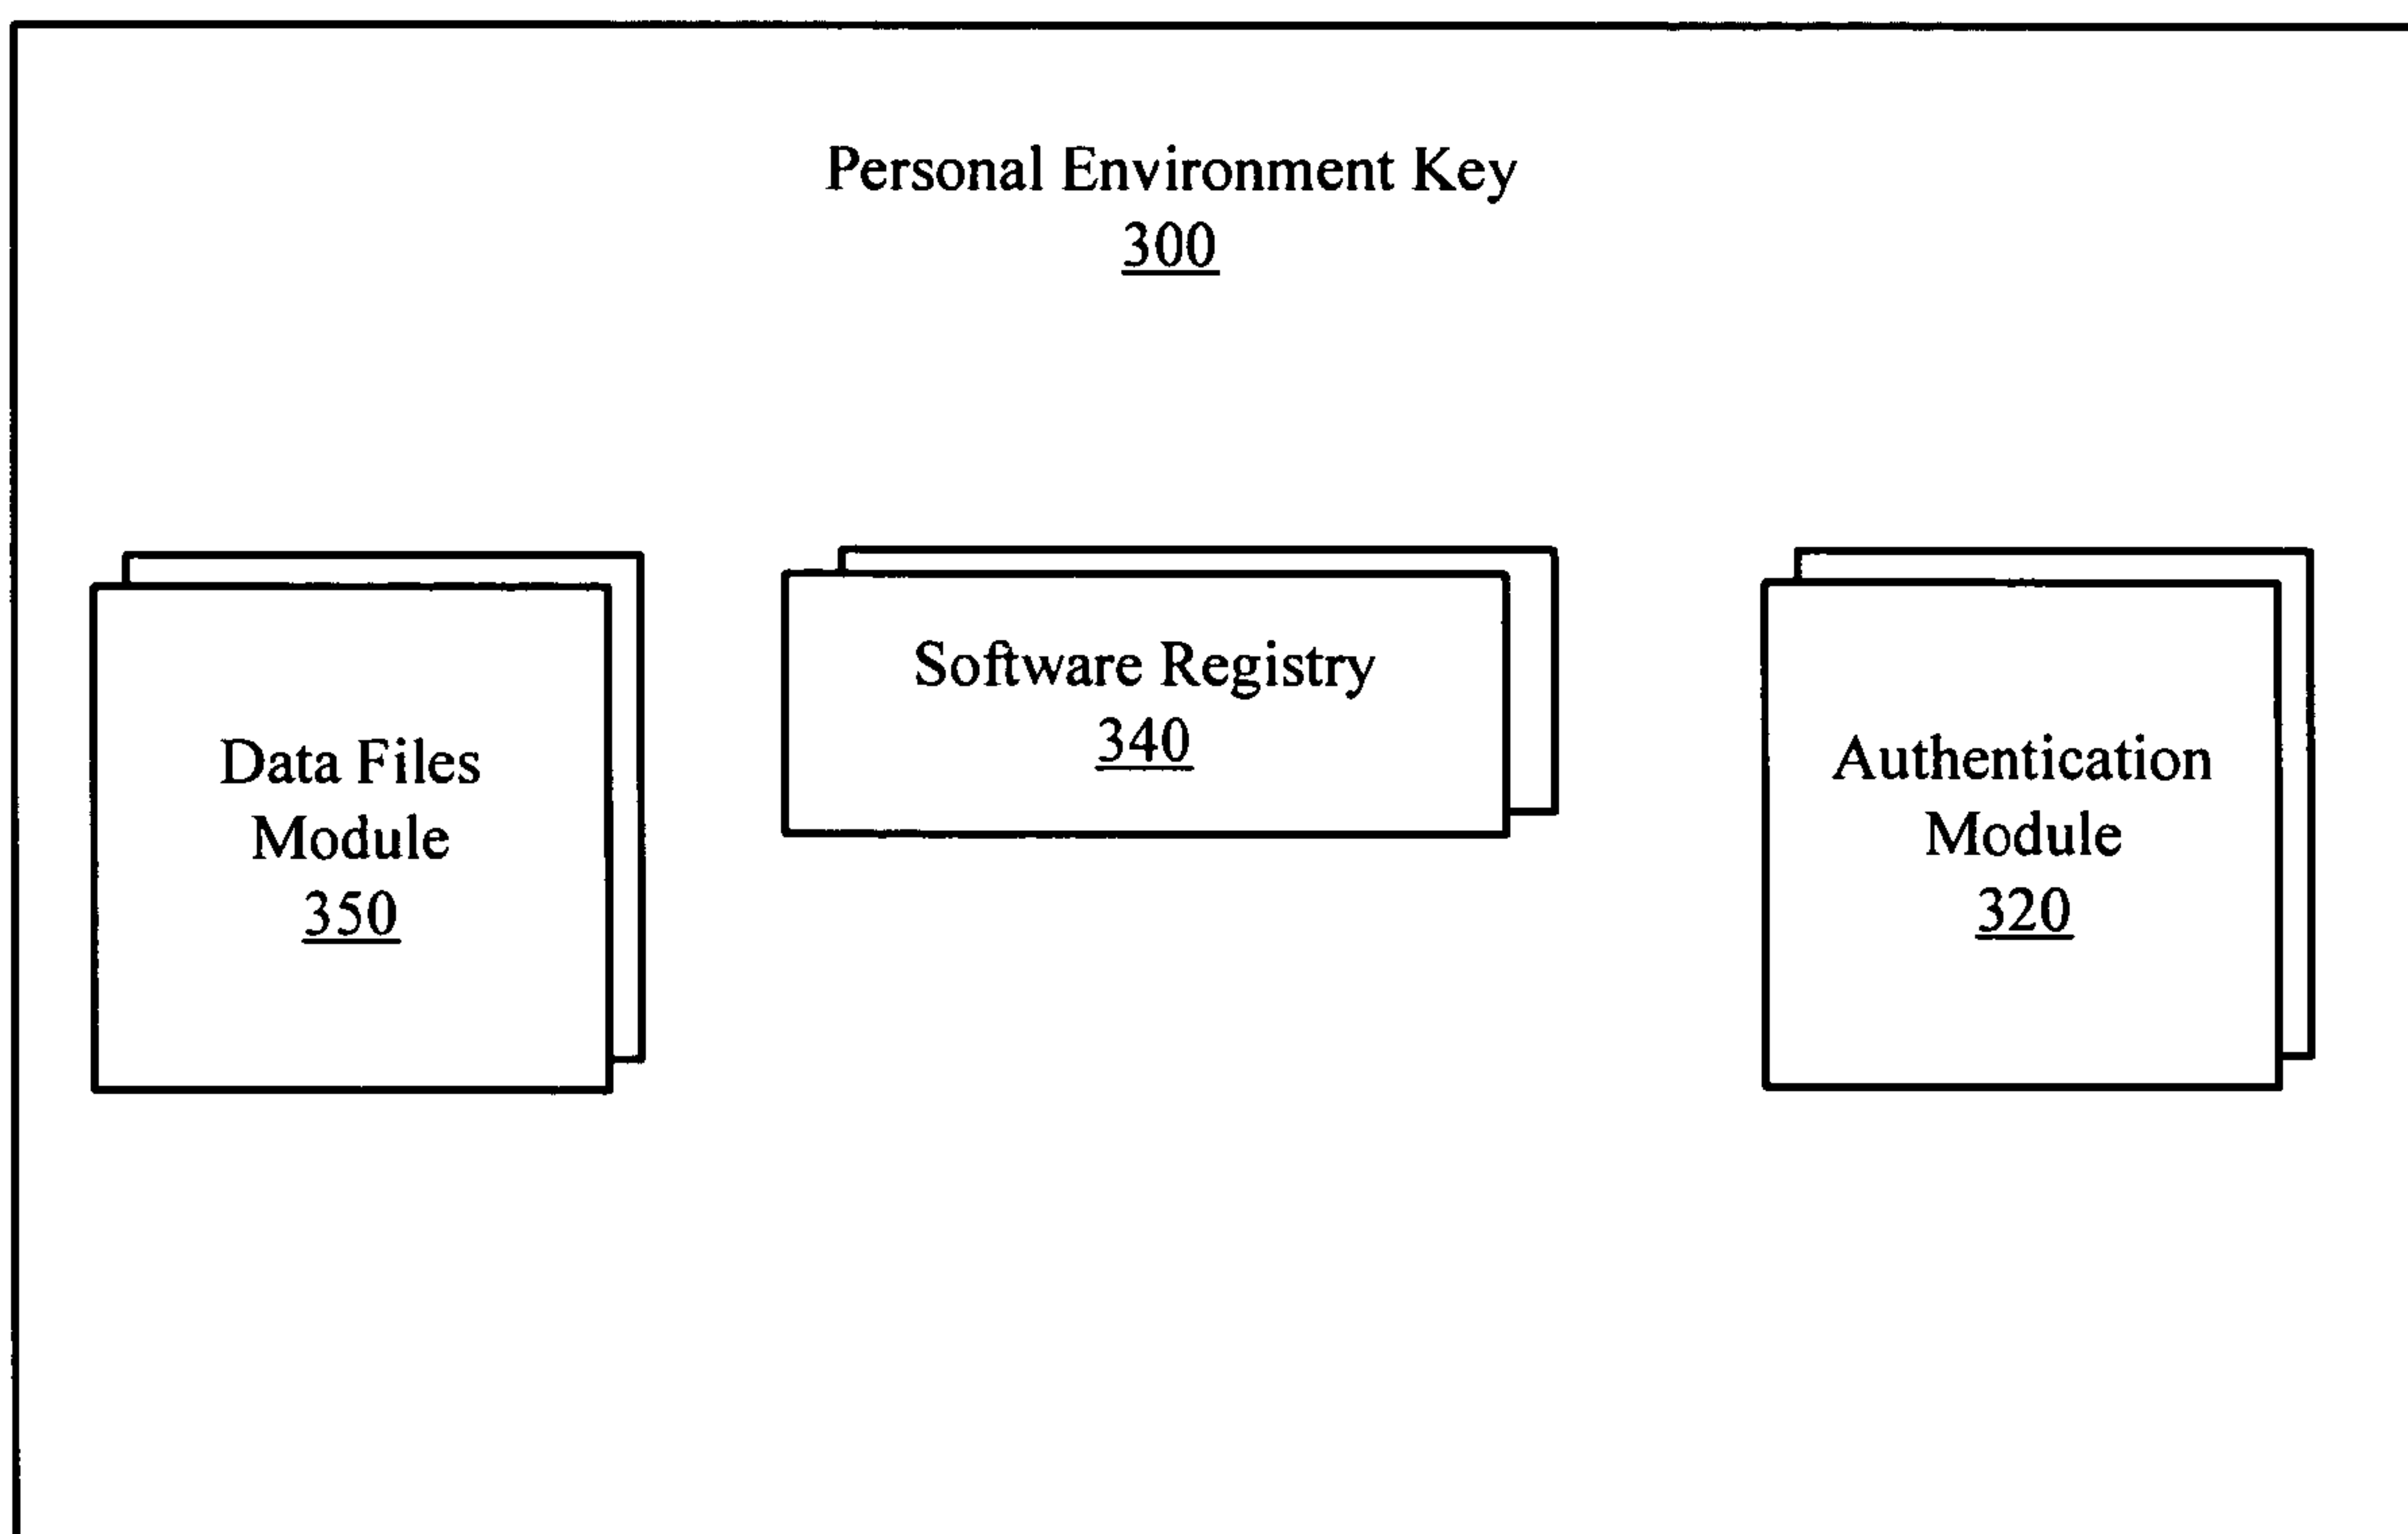 Personal Environment Key
300
Software Registry
340
Data Files
Module
350
Authentication
Module
320